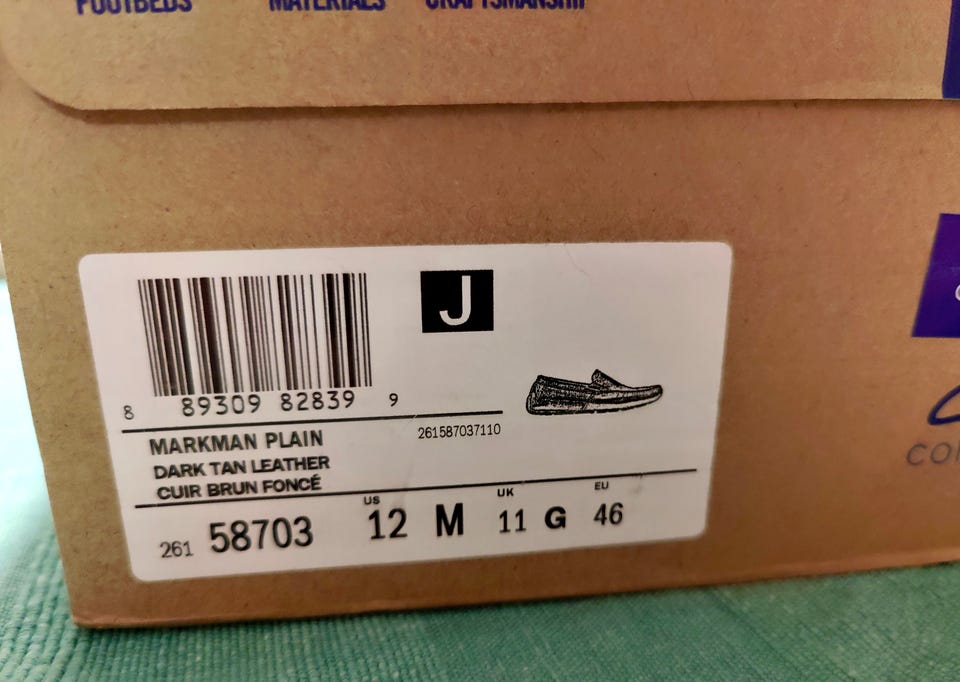 FOOTBEDS MATERIALS CRAFTSMANSHIP
J
8 89309 82839 9
261587037110
MARKMAN PLAIN
DARK TAN LEATHER
CUIR BRUN FONCÉ
US UK EU
261 58703 12 M 11 G 46